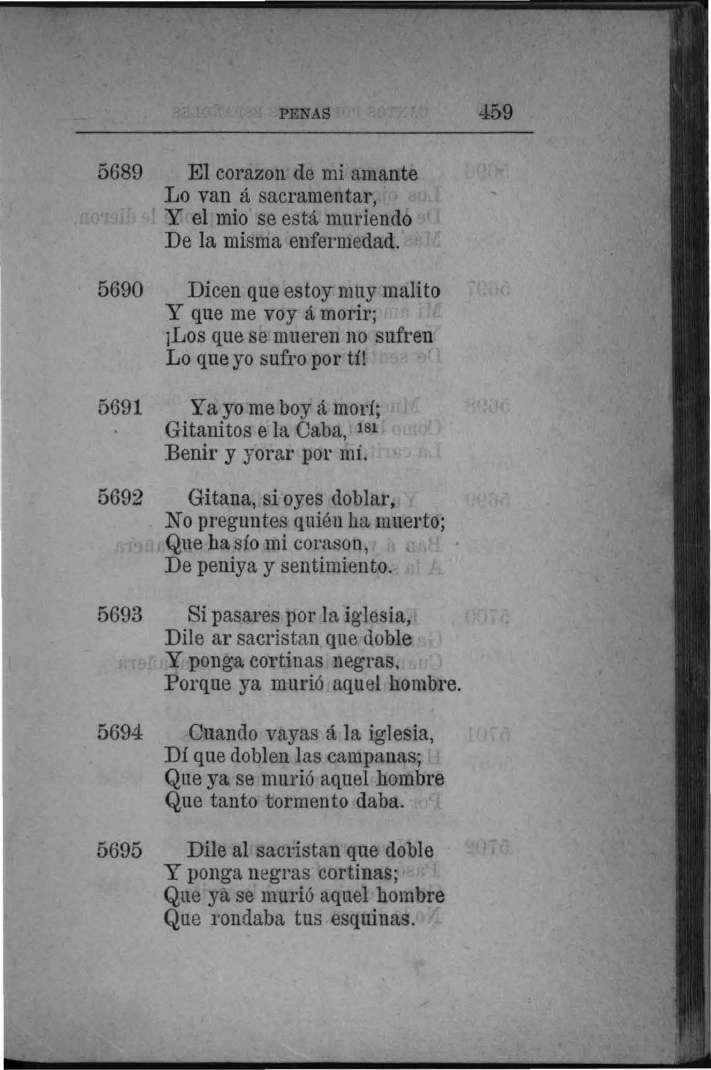 PENAS 459
5689 El corazon de mi amante
Lo van á sacramentar,
Y el mio se está muriendo
De la misma enfermedad.
5690 Dicen que estoy muy malito
Y que me voy á morir;
¡Los que se mueren no sufren
Lo que yo sufro por tí!
5691 Ya yo me boy á morí;
Gitanitos e la Caba, 181
Benir y yorar por mí.
5692 Gitana, si oyes doblar,
No preguntes quién ha muerto;
Que ha sío mi corason,
De peniya y sentimiento.
5693 Si pasares por la iglesia,
Dile ar sacristan que doble
Y ponga cortinas negras,
Porque ya murió aquel hombre.
5694 Cuando vayas á la iglesia,
Dí que doblen las campanas;
Que ya se murió aquel hombre
Que tanto tormento daba.
5695 Dile al sacristan que doble
Y ponga negras cortinas;
Que ya se murió aquel hombre
Que rondaba tus esquinas.